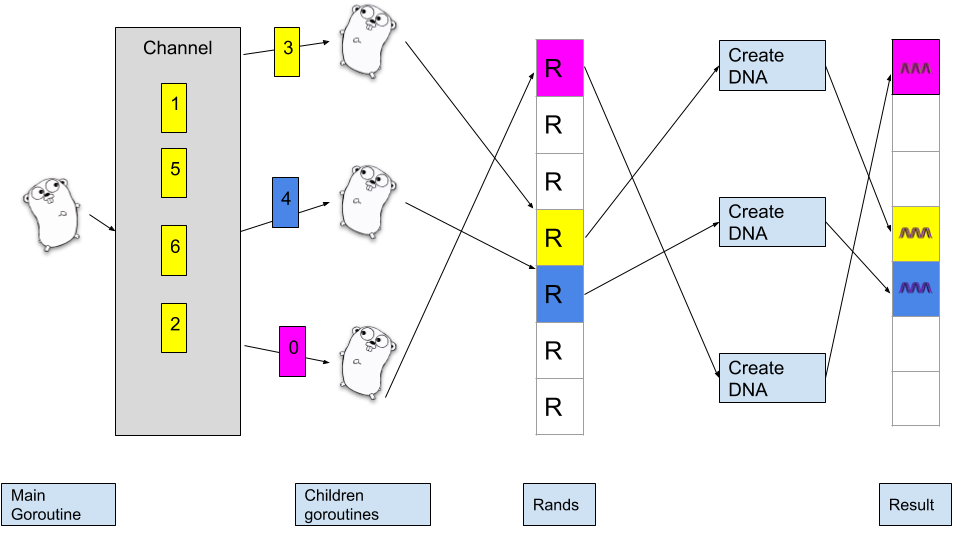 Channel
1
5
6
2
3
4
0
R
R
R
R
R
R
R
Create
DNA
Create
DNA
Create
DNA
Main
Goroutine
Children
goroutines
Rands
Result